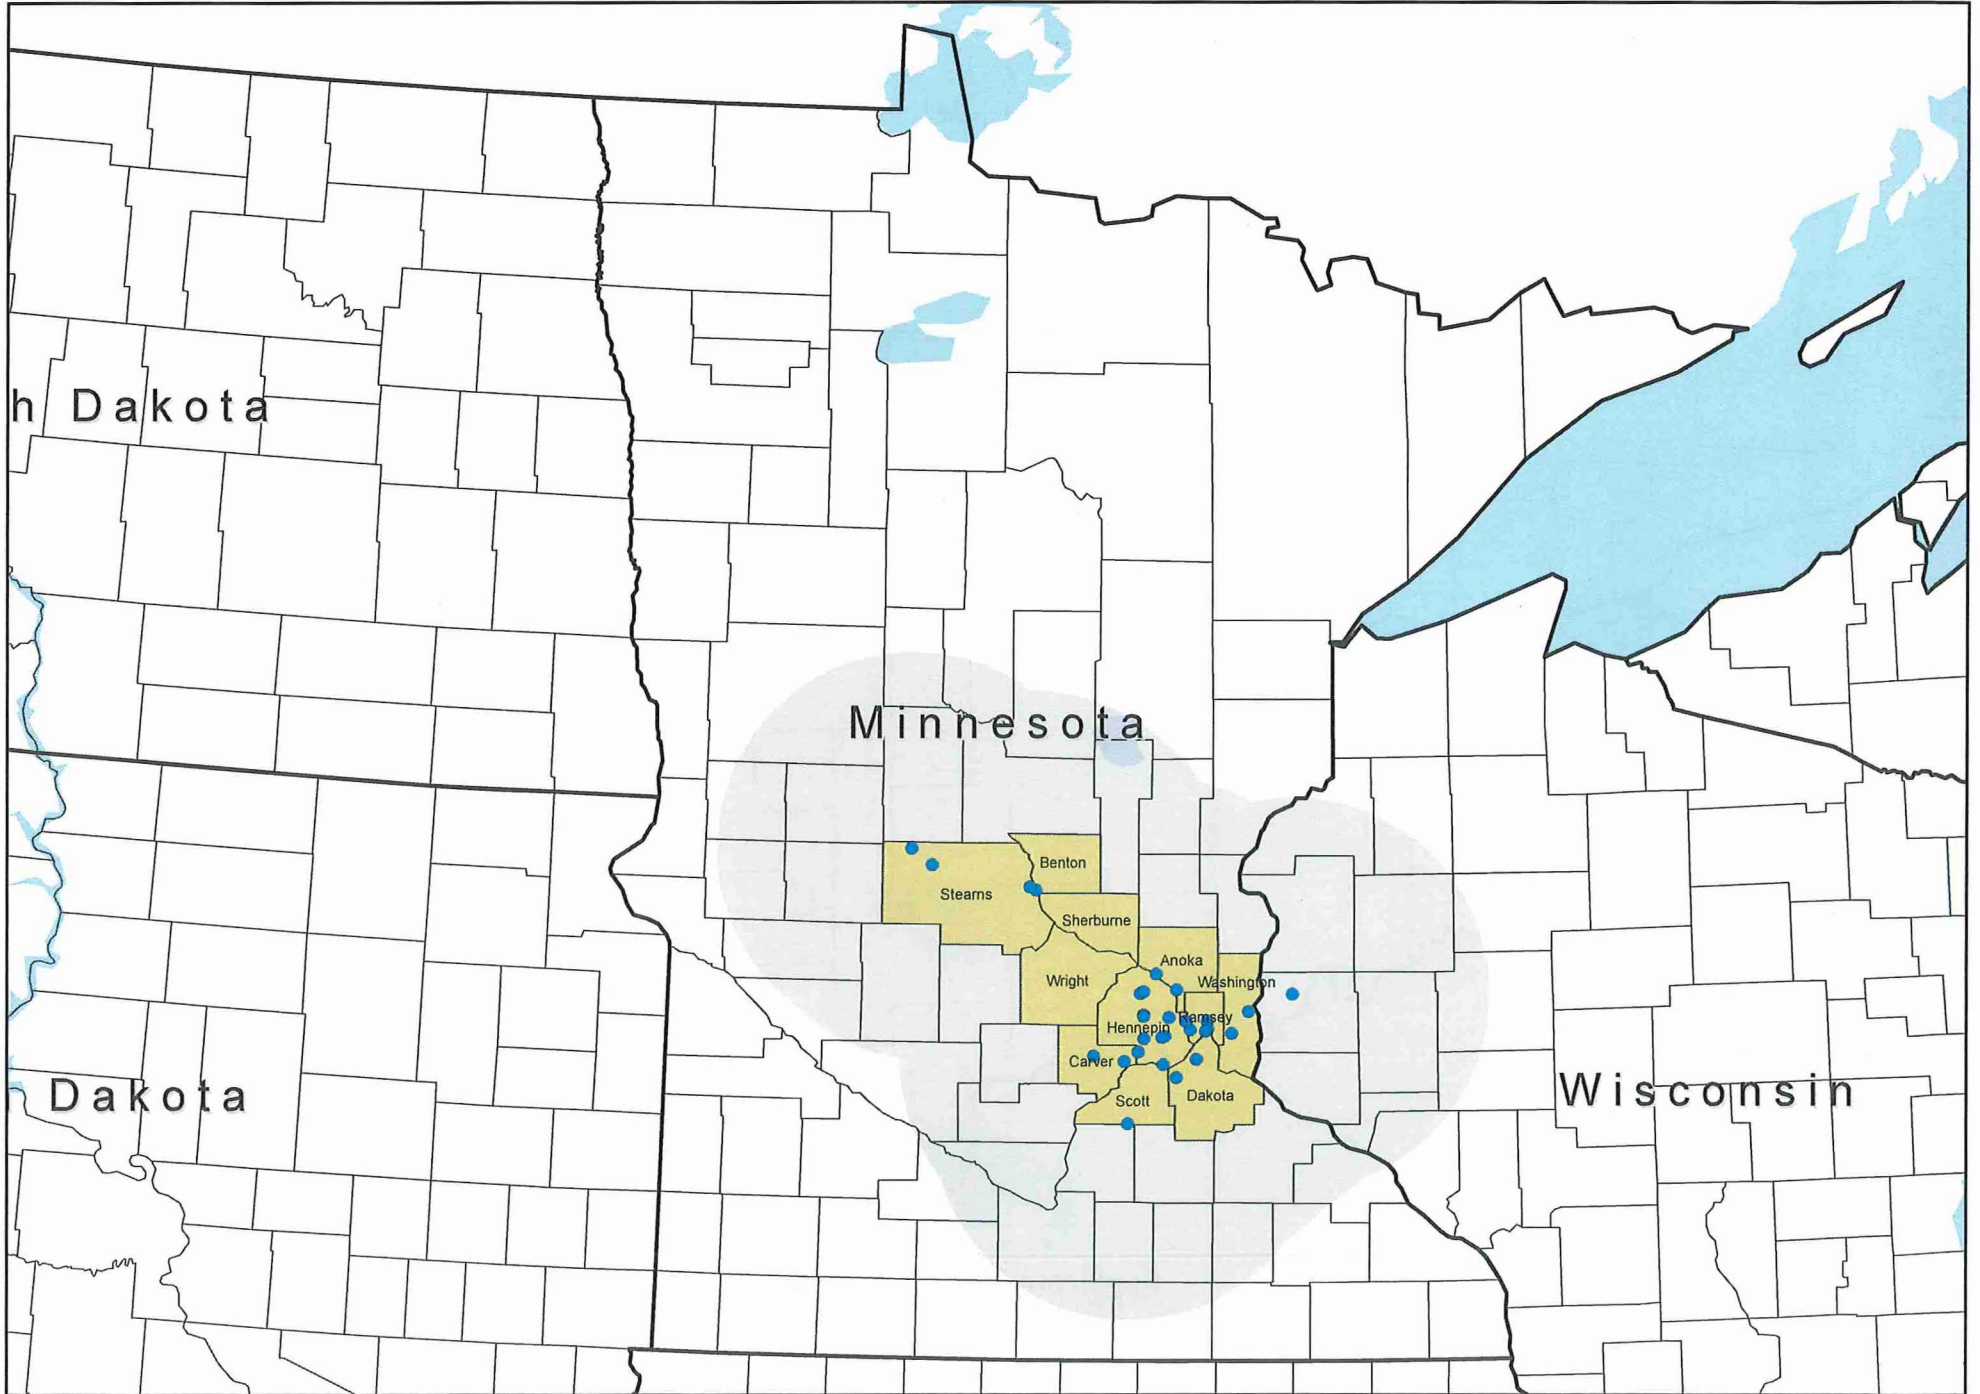 h Dakota
Minnesota
Benton
Stearns
Sherburne
Anoka
Wright
Washington
Hennepin
Ramsey
Carver
Scott
Dakota
Dakota
Wisconsin